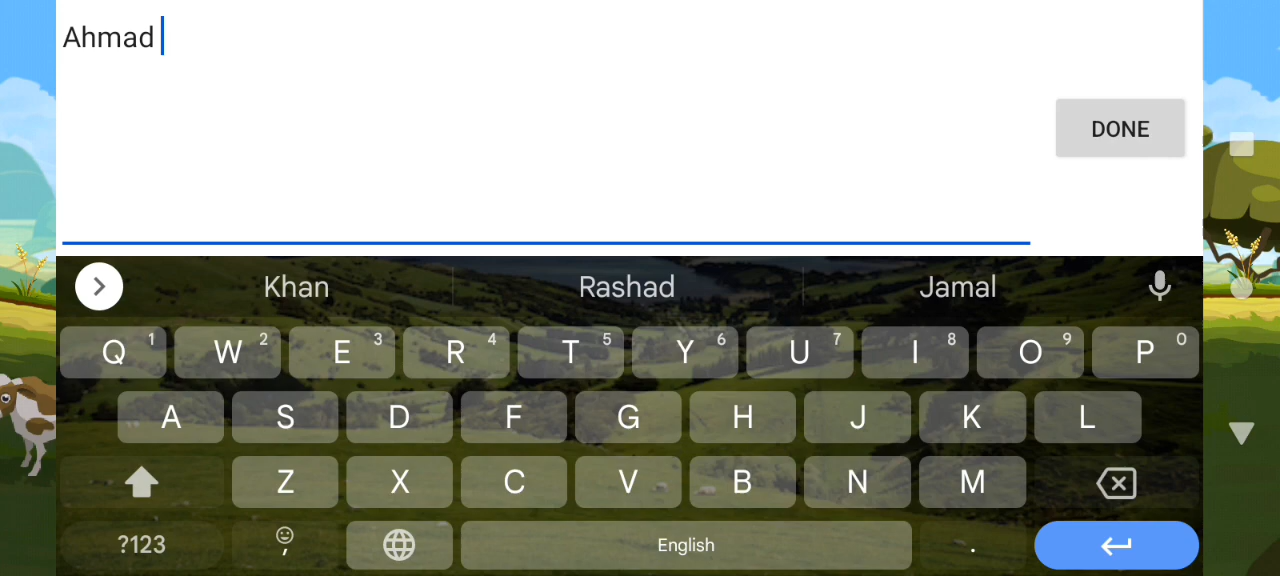 Ahmad
DONE
Khan Rashad Jamal
Q 1 W 2 E 3 R 4 T 5 Y 6 U 7 I 8 O 9 P 0
A S D F G H J K L
Z X C V B N M
?123 , English .